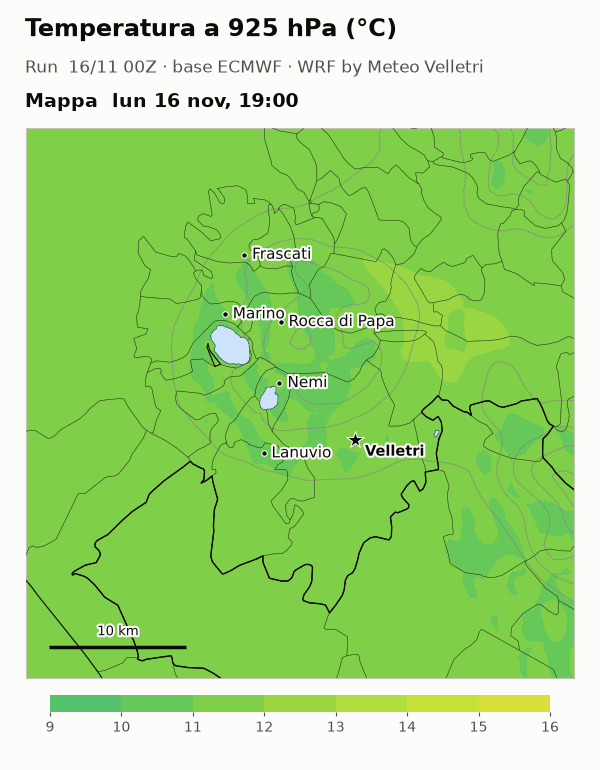 Temperatura a 925 hPa (°C)
Run  16/11 00Z · base ECMWF · WRF by Meteo Velletri
Mappa  lun 16 nov, 19:00
Frascati
Marino
Rocca di Papa
Nemi
Velletri
Lanuvio
10 km
9 10 11 12 13 14 15 16